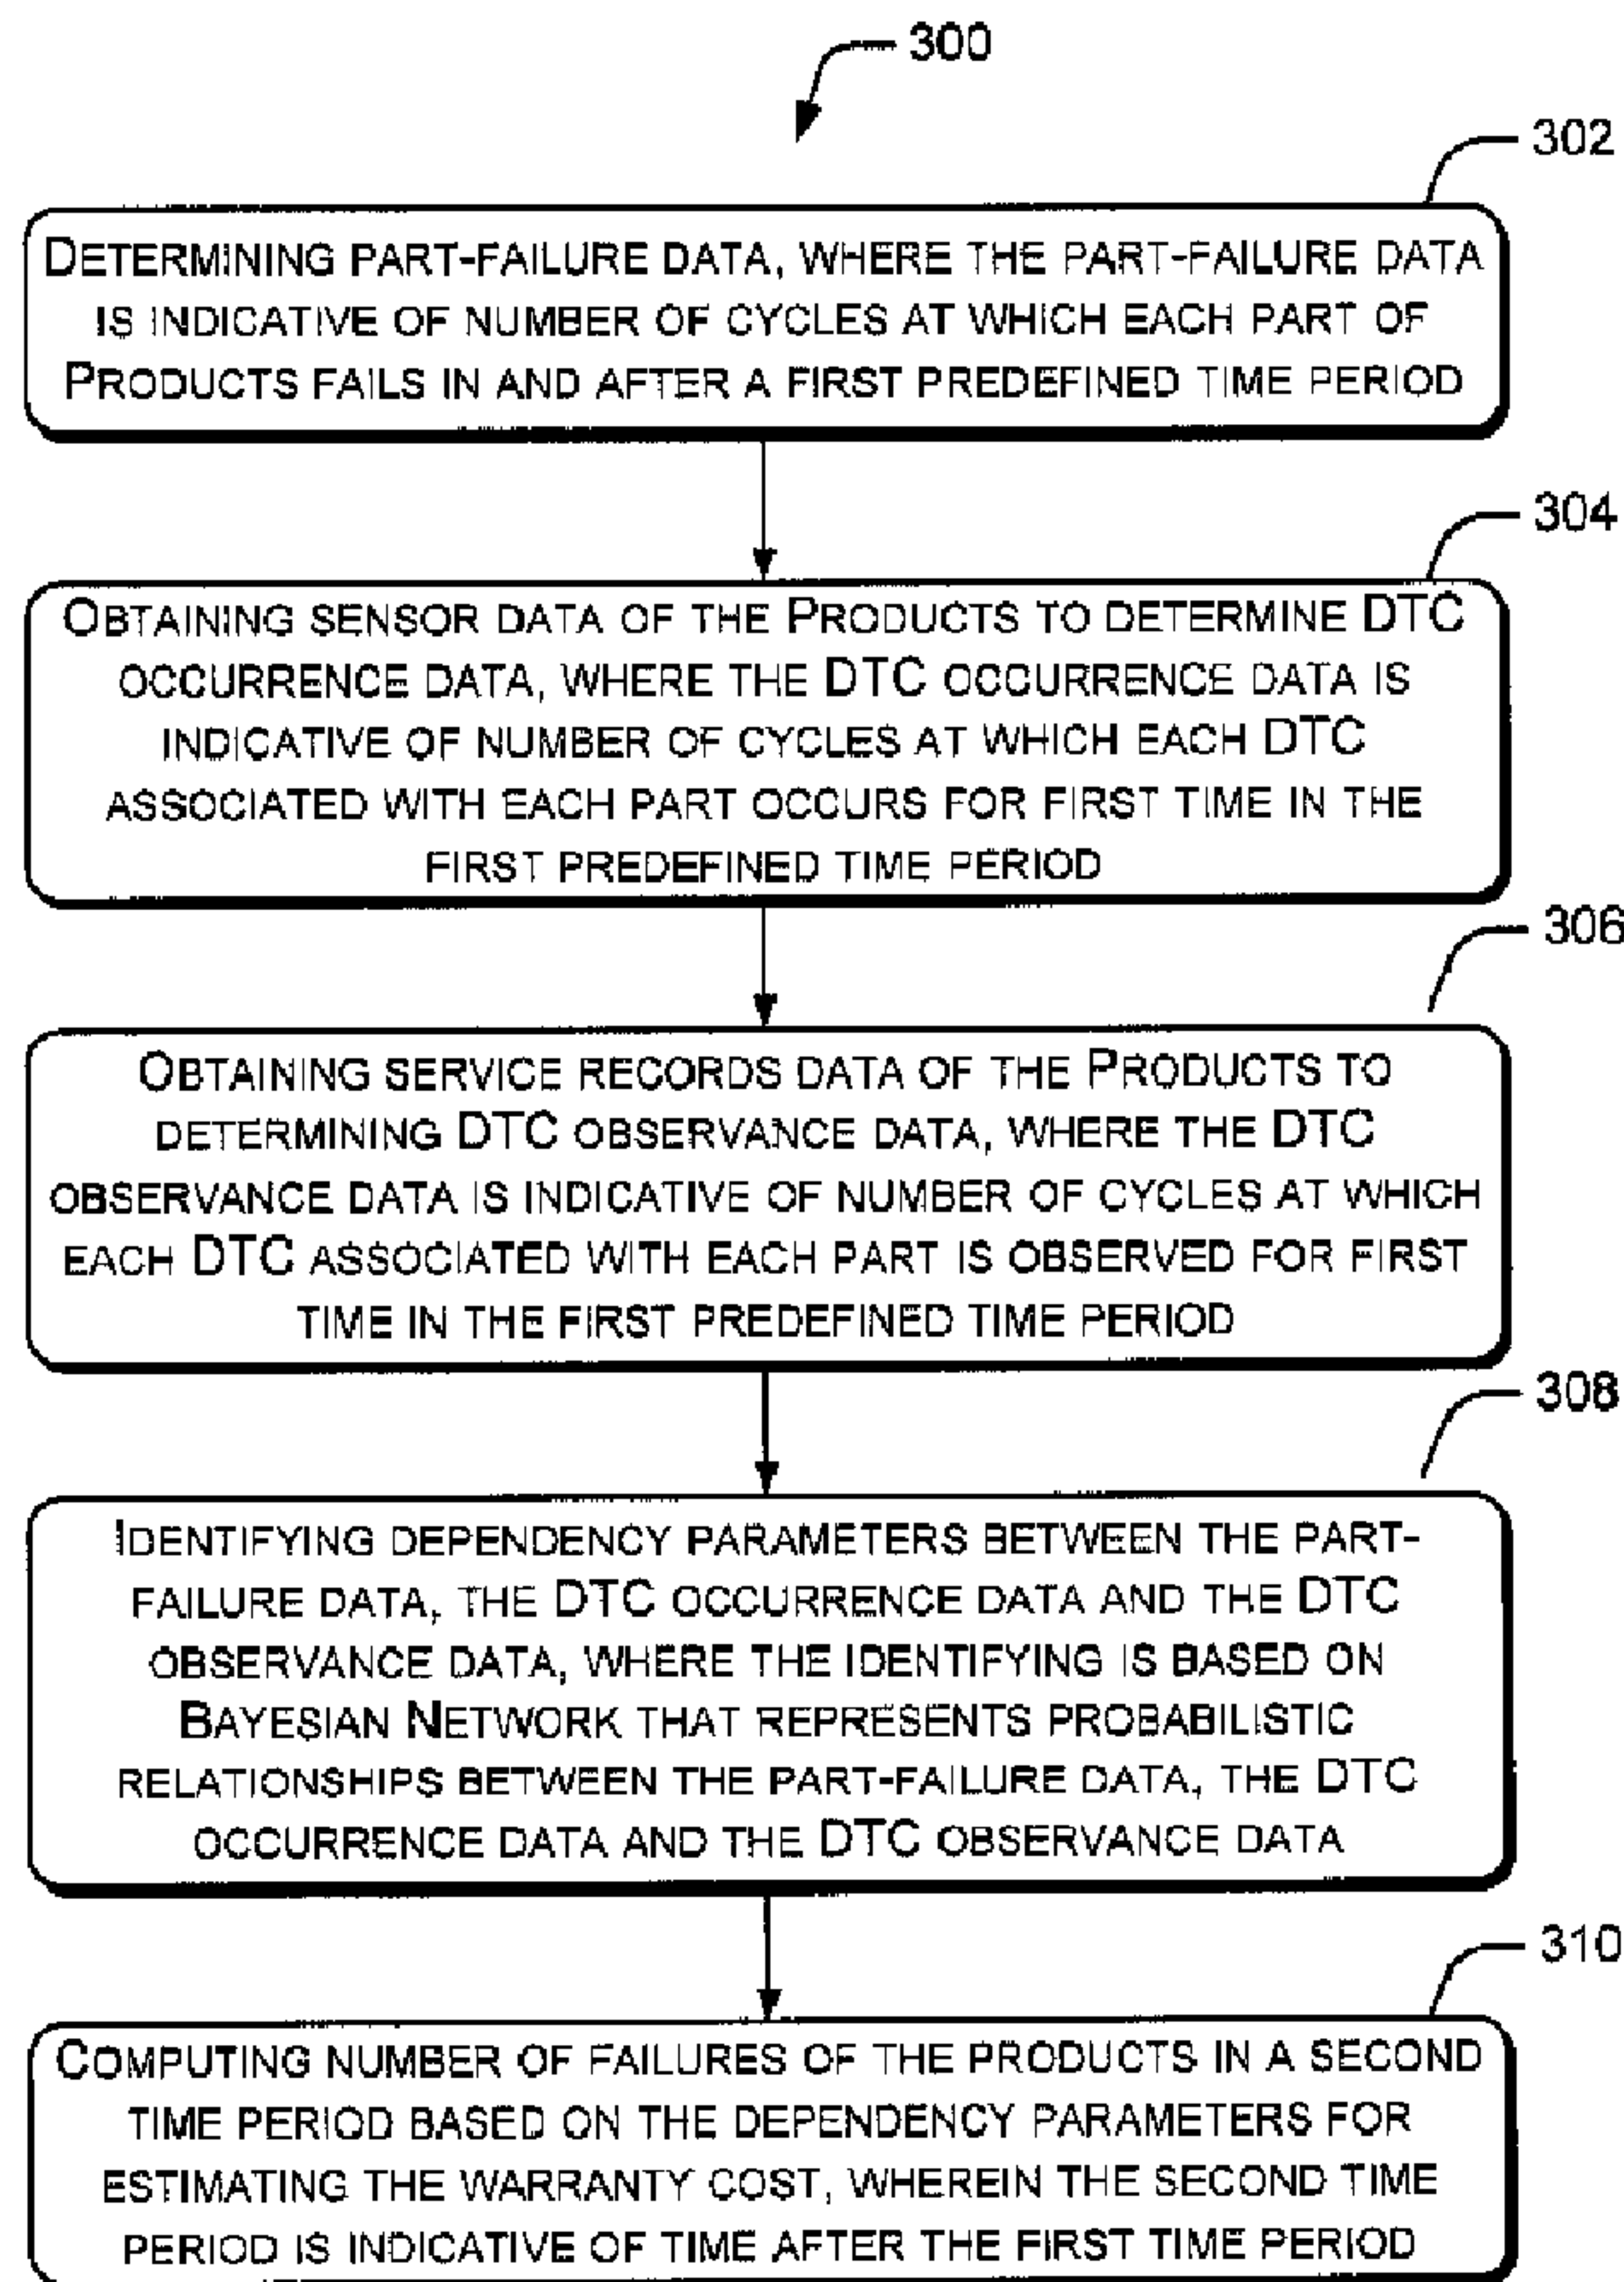 300
302
DETERMINING PART-FAILURE DATA, WHERE THE PART-FAILURE DATA
IS INDICATIVE OF NUMBER OF CYCLES AT WHICH EACH PART OF
PRODUCTS FAILS IN AND AFTER A FIRST PREDEFINED TIME PERIOD
304
OBTAINING SENSOR DATA OF THE PRODUCTS TO DETERMINE DTC
OCCURRENCE DATA, WHERE THE DTC OCCURRENCE DATA IS
INDICATIVE OF NUMBER OF CYCLES AT WHICH EACH DTC
ASSOCIATED WITH EACH PART OCCURS FOR FIRST TIME IN THE
FIRST PREDEFINED TIME PERIOD
306
OBTAINING SERVICE RECORDS DATA OF THE PRODUCTS TO
DETERMINING DTC OBSERVANCE DATA, WHERE THE DTC
OBSERVANCE DATA IS INDICATIVE OF NUMBER OF CYCLES AT WHICH
EACH DTC ASSOCIATED WITH EACH PART IS OBSERVED FOR FIRST
TIME IN THE FIRST PREDEFINED TIME PERIOD
308
IDENTIFYING DEPENDENCY PARAMETERS BETWEEN THE PART-
FAILURE DATA, THE DTC OCCURRENCE DATA AND THE DTC
OBSERVANCE DATA, WHERE THE IDENTIFYING IS BASED ON
BAYESIAN NETWORK THAT REPRESENTS PROBABILISTIC
RELATIONSHIPS BETWEEN THE PART-FAILURE DATA, THE DTC
OCCURRENCE DATA AND THE DTC OBSERVANCE DATA
310
COMPUTING NUMBER OF FAILURES OF THE PRODUCTS IN A SECOND
TIME PERIOD BASED ON THE DEPENDENCY PARAMETERS FOR
ESTIMATING THE WARRANTY COST, WHEREIN THE SECOND TIME
PERIOD IS INDICATIVE OF TIME AFTER THE FIRST TIME PERIOD